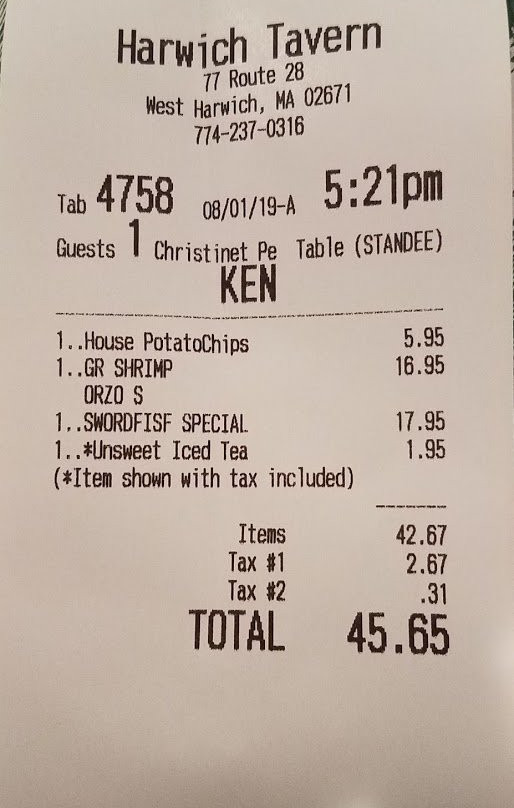 Harwich Tavern
77 Route 28
West Harwich, MA 02671
774-237-0316
Tab 4758 08/01/19-A 5:21pm
Guests 1 Christinet Pe Table (STANDEE)
KEN
1..House PotatoChips 5.95
1..GR SHRIMP 16.95
ORZO S
1..SWORDFISF SPECIAL 17.95
1..*Unsweet Iced Tea 1.95
(*Item shown with tax included)
Items 42.67
Tax #1 2.67
Tax #2 .31
TOTAL 45.65